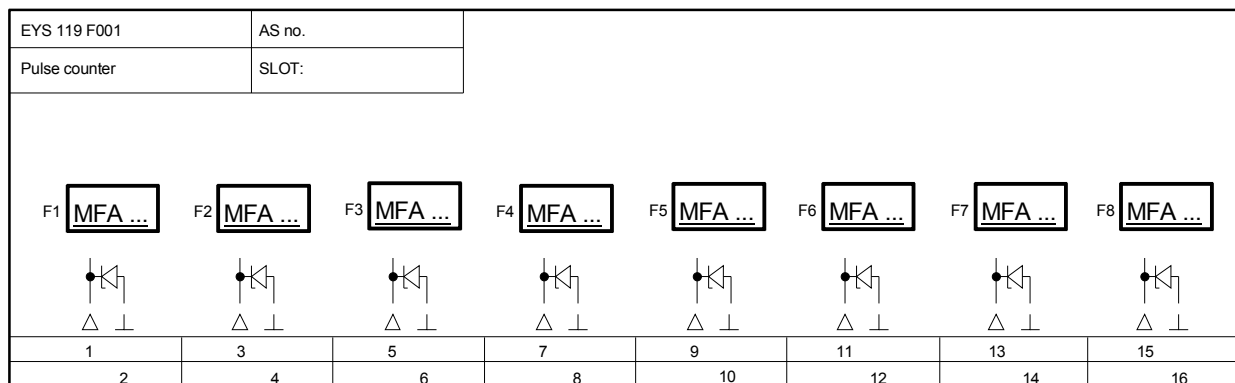 EYS 119 F001 AS no.
Pulse counter SLOT:
F1 MFA ... F2 MFA ... F3 MFA ... F4 MFA ... F5 MFA ... F6 MFA ... F7 MFA ... F8 MFA ...
1 3 5 7 9 11 13 15
2 4 6 8 10 12 14 16